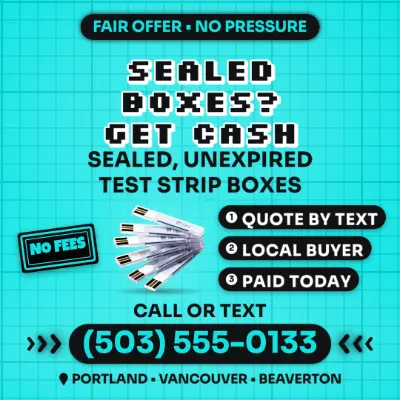 FAIR OFFER • NO PRESSURE
SEALED
BOXES?
GET CASH
SEALED, UNEXPIRED
TEST STRIP BOXES
NO FEES
1 QUOTE BY TEXT
2 LOCAL BUYER
3 PAID TODAY
CALL OR TEXT
(503) 555-0133
PORTLAND • VANCOUVER • BEAVERTON